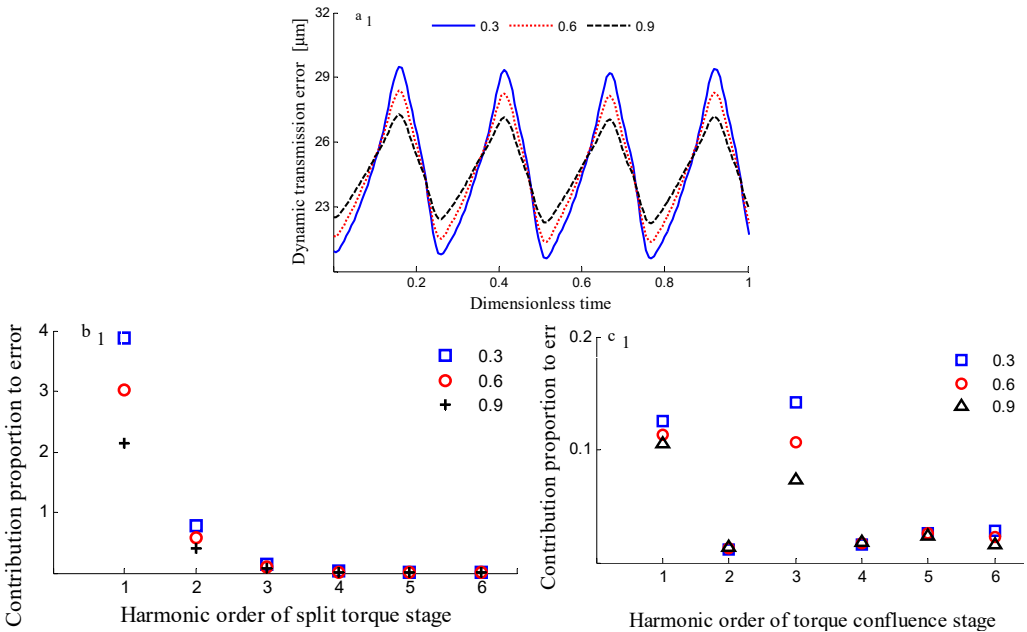 a 1
0.3 0.6 0.9
Dynamic transmission error [μm]
32
29
26
23
0.2 0.4 0.6 0.8 1
Dimensionless time
b 1
Contribution proportion to error
4
3
2
1
0.3
0.6
0.9
1 2 3 4 5 6
Harmonic order of split torque stage
c 1
Contribution proportion to err
0.2
0.1
0.3
0.6
0.9
1 2 3 4 5 6
Harmonic order of torque confluence stage